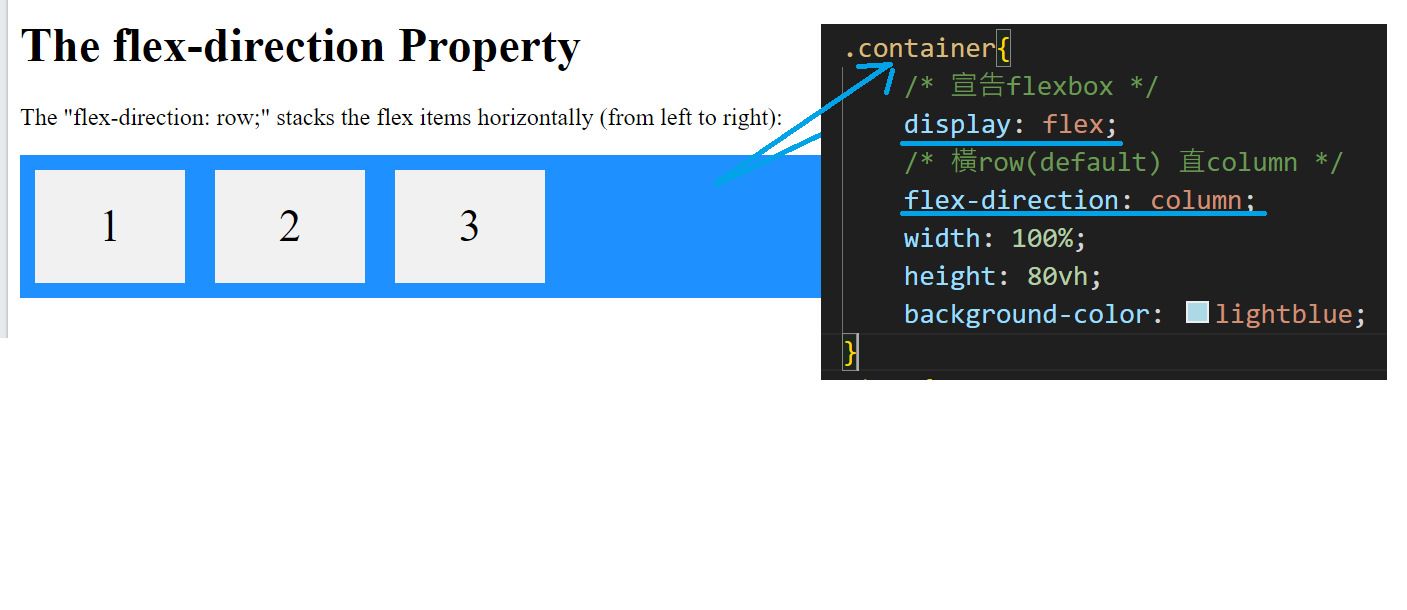 The flex-direction Property
The "flex-direction: row;" stacks the flex items horizontally (from left to right):
1 2 3
.container{
/* 宣告flexbox */
display: flex;
/* 橫row(default) 直column */
flex-direction: column;
width: 100%;
height: 80vh;
background-color: lightblue;
}